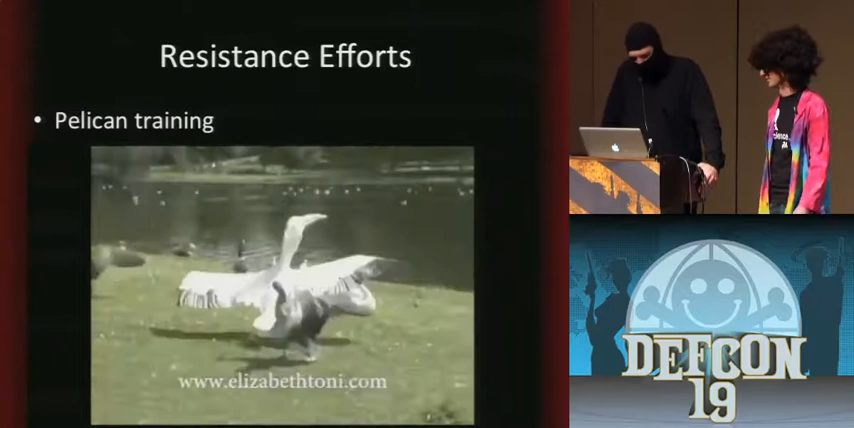 Resistance Efforts
• Pelican training
www.elizabethtoni.com
DEFCON
19